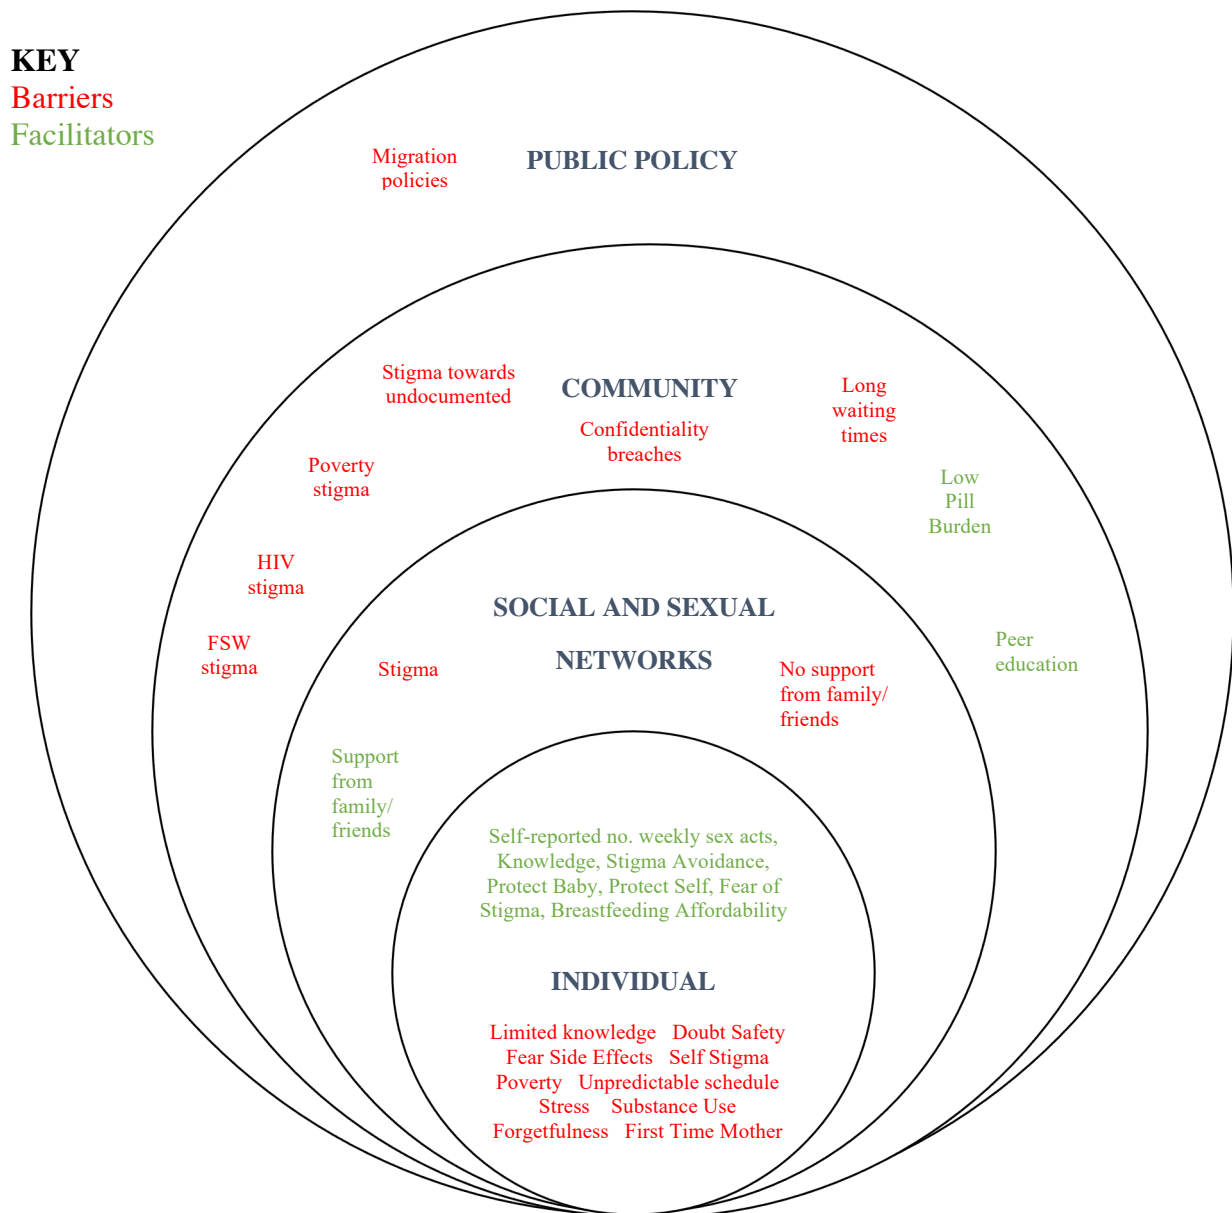 KEY
Barriers
Facilitators
Migration
policies
PUBLIC POLICY
Stigma towards
undocumented
COMMUNITY
Confidentiality
breaches
Long
waiting
times
Poverty
stigma
Low
Pill
Burden
HIV
stigma
FSW
stigma
Peer
education
SOCIAL AND SEXUAL
NETWORKS
Stigma
No support
from family/
friends
Support
from
family/
friends
Self-reported no. weekly sex acts,
Knowledge, Stigma Avoidance,
Protect Baby, Protect Self, Fear of
Stigma, Breastfeeding Affordability
INDIVIDUAL
Limited knowledge Doubt Safety
Fear Side Effects Self Stigma
Poverty Unpredictable schedule
Stress Substance Use
Forgetfulness First Time Mother